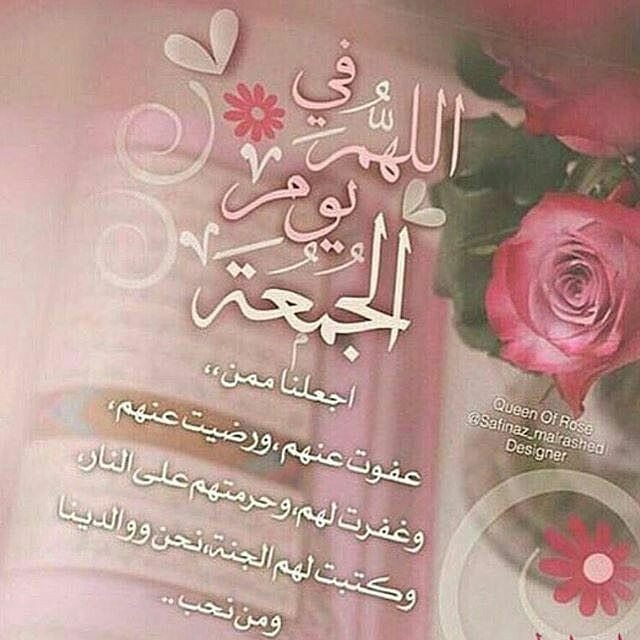 اللهم في
يوم
الجُمُعَة
اجعلنا ممن،،
عفوت عنهم، ورضيت عنهم،
وغفرت لهم، وحرمتهم على النار،
وكتبت لهم الجنة، نحن ووالدينا
ومن نحب..
Queen Of Rose
@Safinaz_malrashed
Designer